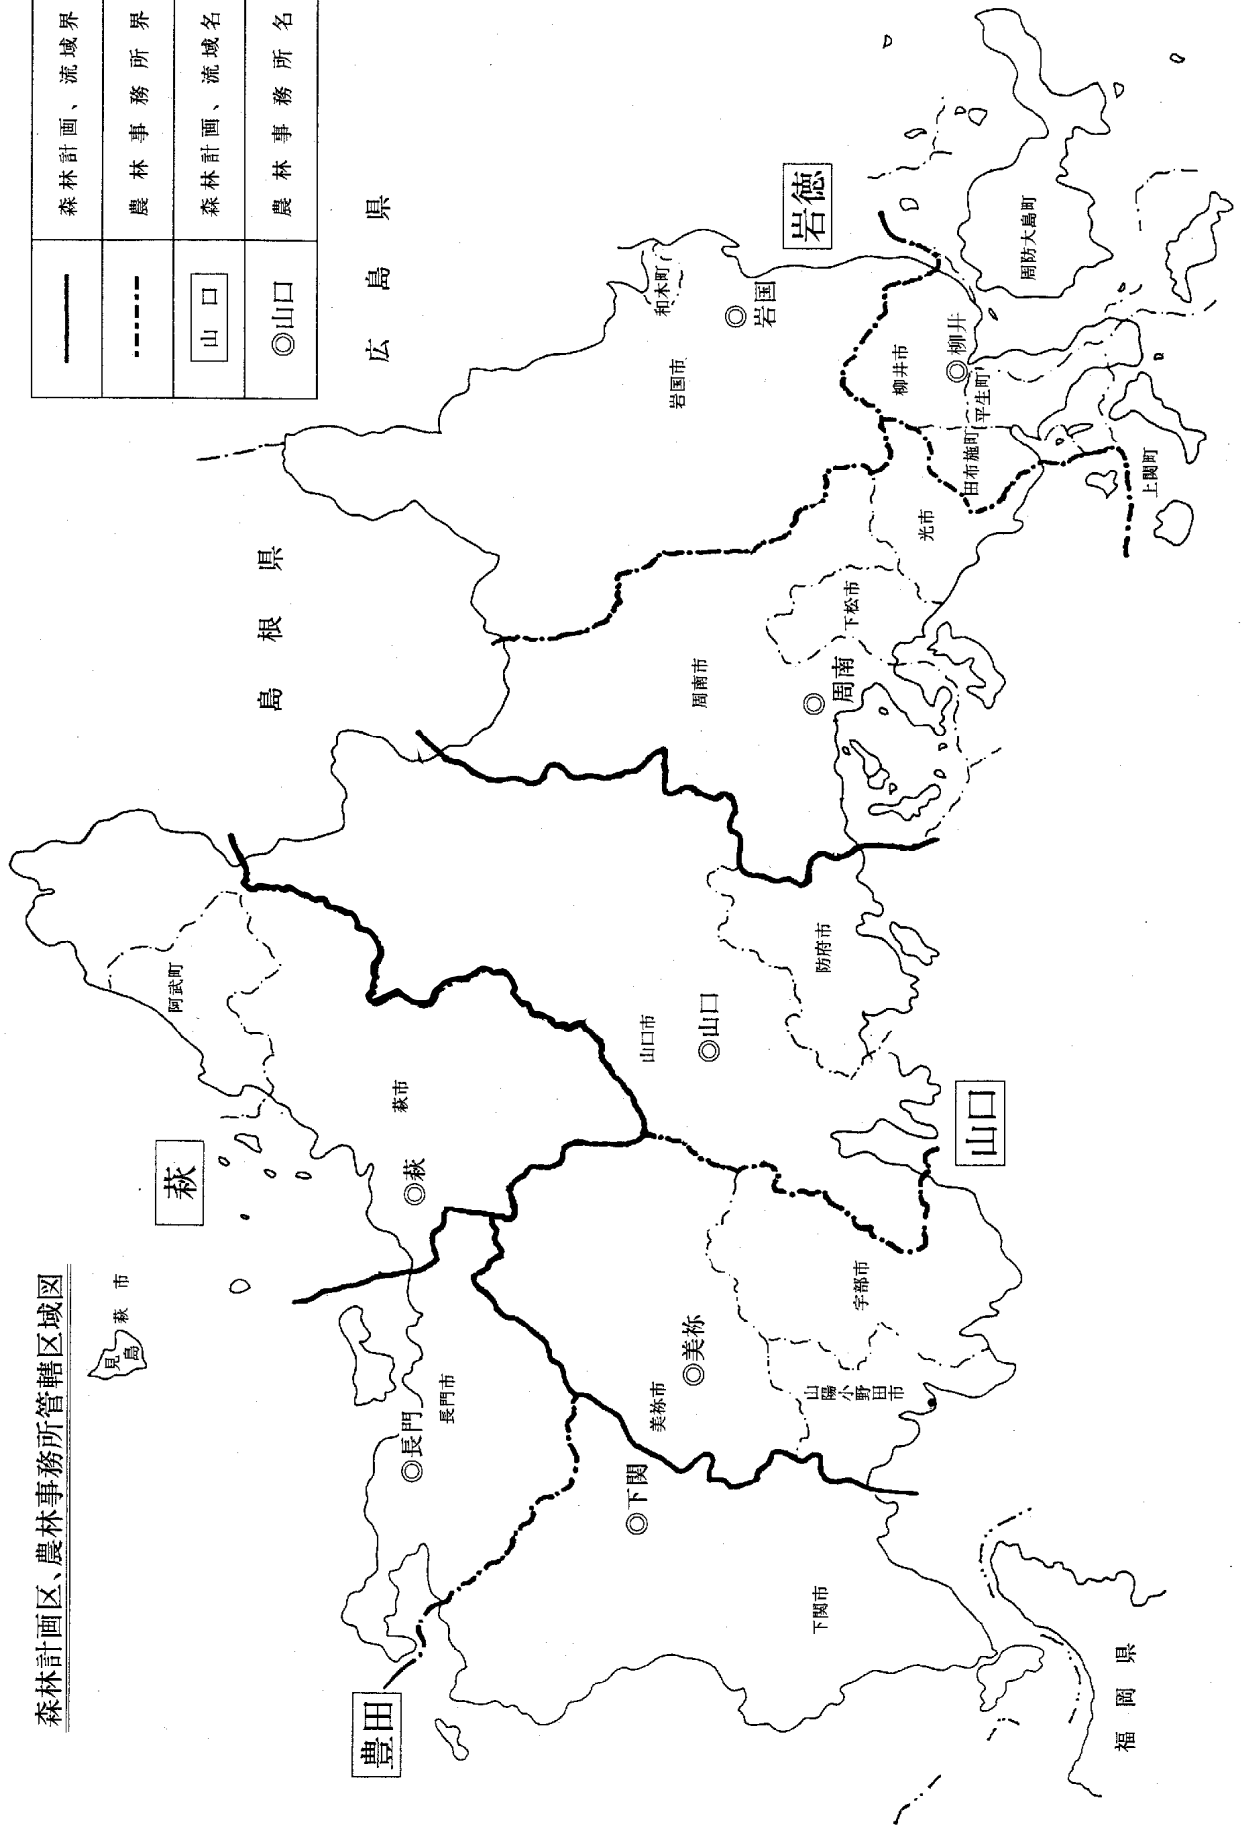 森林計画区、農林事務所管轄区域図
森林計画、流域界
農林事務所界
山口
森林計画、流域名
◎山口
農林事務所名
島根県
広島県
福岡県
萩
豊田
山口
岩徳
見島
萩市
阿武町
萩市
◎萩
◎長門
長門市
◎下関
下関市
◎美祢
美祢市
山陽小野田市
宇部市
山口市
◎山口
防府市
周南市
◎周南
下松市
光市
岩国市
◎岩国
和木町
柳井市
◎柳井
平生町
田布施町
上関町
周防大島町